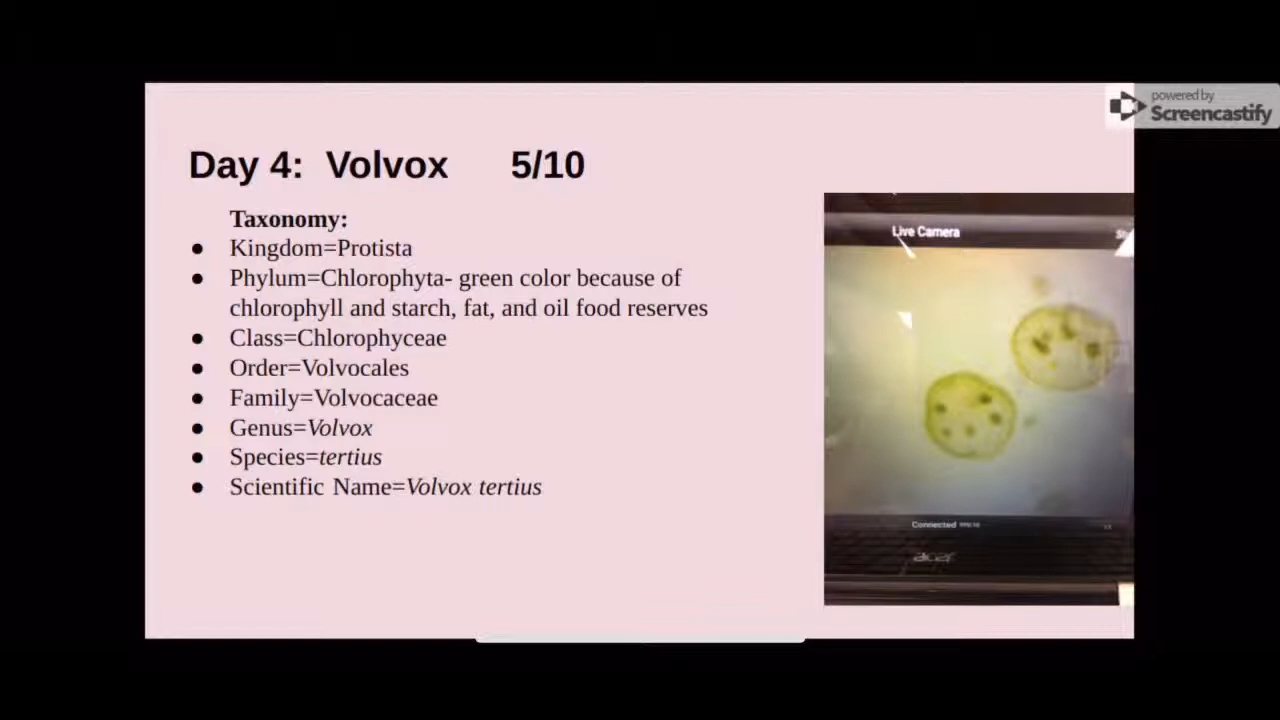 powered by
Screencastify
Day 4: Volvox 5/10
Taxonomy:
● Kingdom=Protista
● Phylum=Chlorophyta- green color because of
chlorophyll and starch, fat, and oil food reserves
● Class=Chlorophyceae
● Order=Volvocales
● Family=Volvocaceae
● Genus=Volvox
● Species=tertius
● Scientific Name=Volvox tertius
Live Camera
Connected
acer